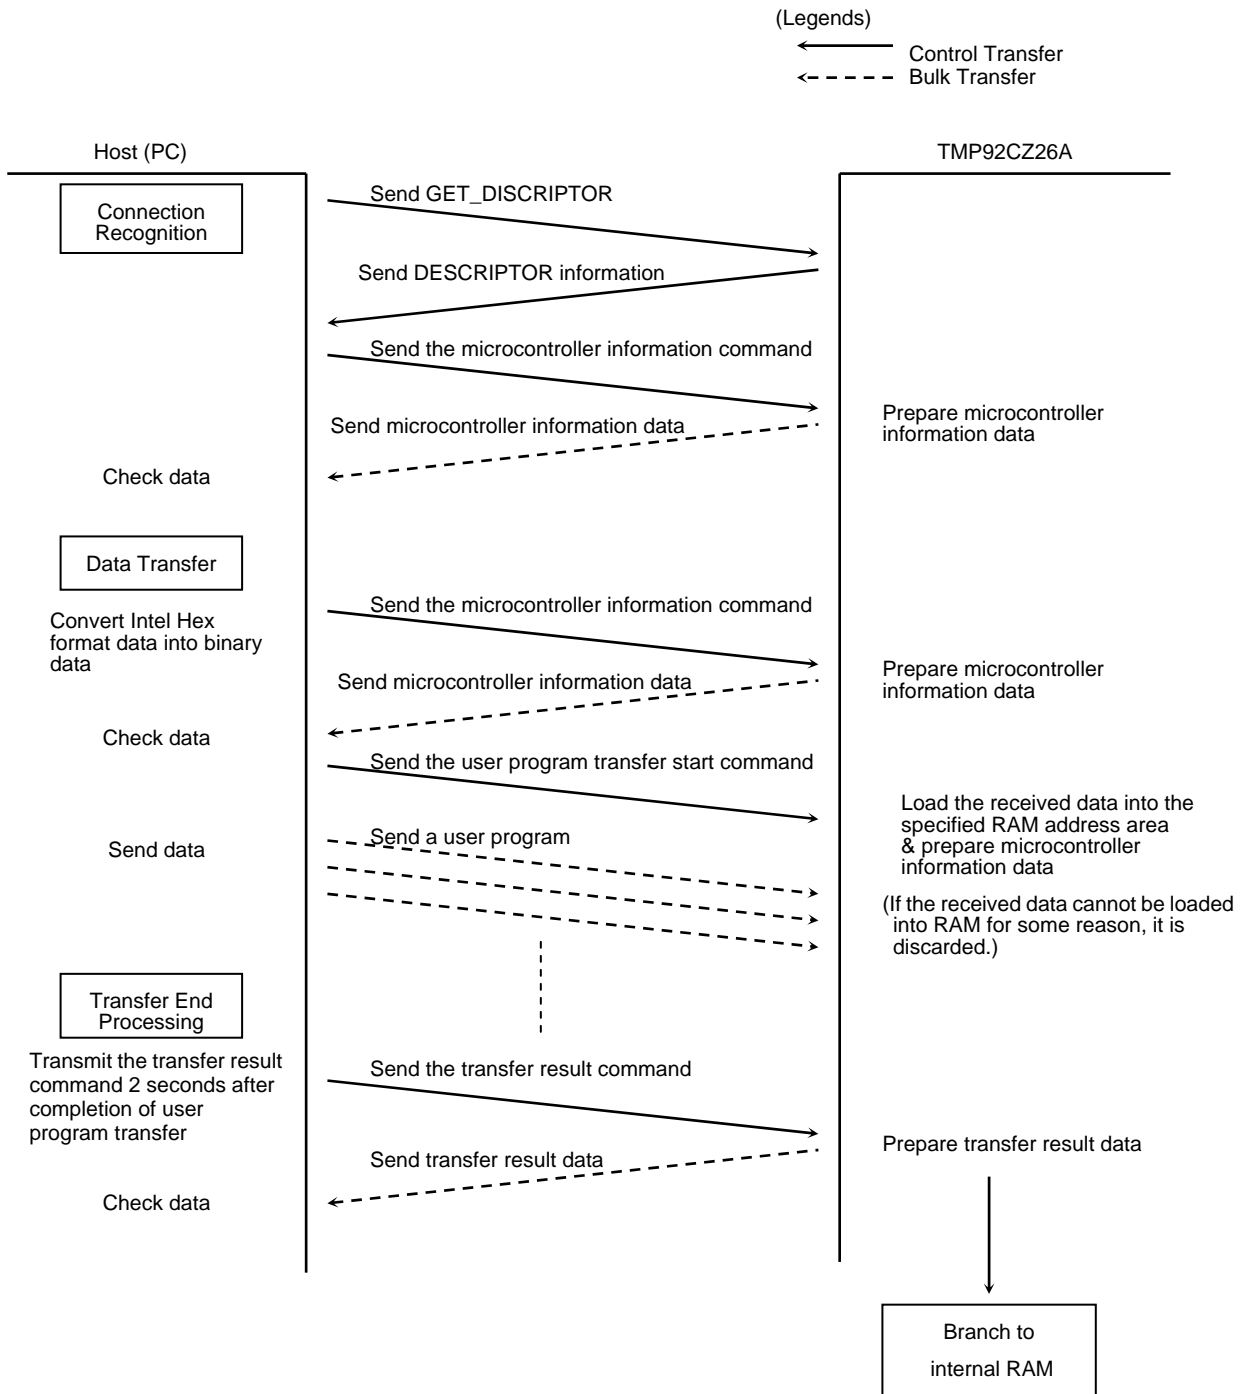 (Legends)
Control Transfer
Bulk Transfer
Host (PC)
TMP92CZ26A
Connection
Recognition
Send GET_DISCRIPTOR
Send DESCRIPTOR information
Send the microcontroller information command
Prepare microcontroller
information data
Send microcontroller information data
Check data
Data Transfer
Convert Intel Hex
format data into binary
data
Send the microcontroller information command
Prepare microcontroller
information data
Send microcontroller information data
Check data
Send the user program transfer start command
Load the received data into the
specified RAM address area
& prepare microcontroller
information data
Send a user program
Send data
(If the received data cannot be loaded
into RAM for some reason, it is
discarded.)
Transfer End
Processing
Transmit the transfer result
command 2 seconds after
completion of user
program transfer
Send the transfer result command
Prepare transfer result data
Send transfer result data
Check data
Branch to
internal RAM